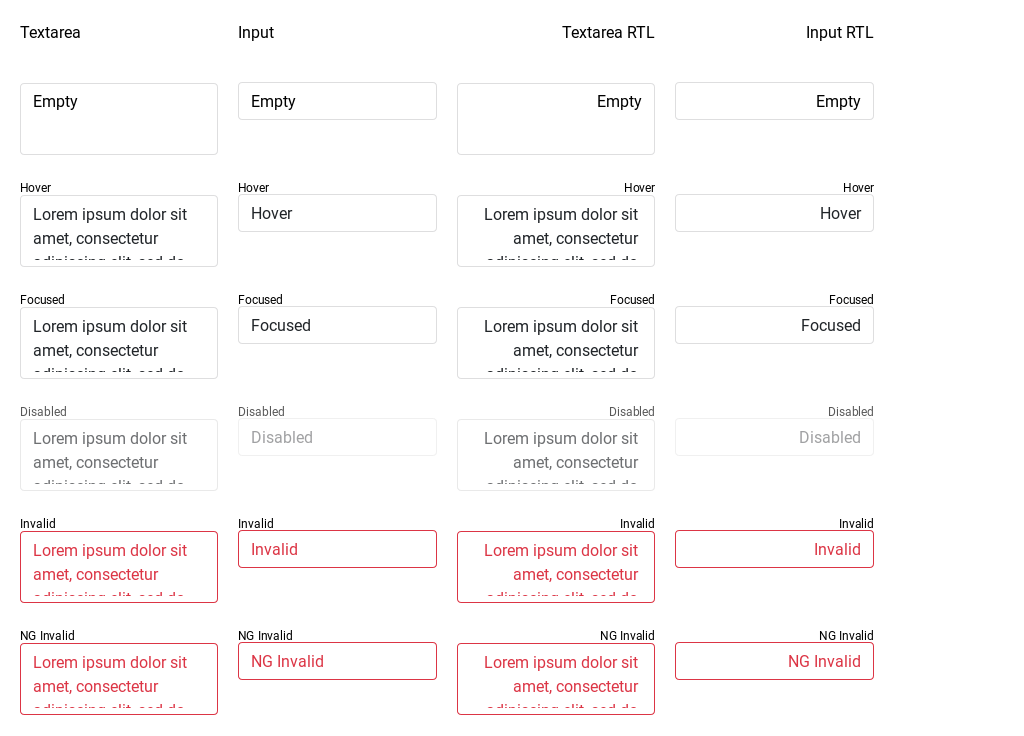 Textarea
Input
Textarea RTL
Input RTL
Empty
Empty
Empty
Empty
Hover
Hover
Hover
Hover
Lorem ipsum dolor sit
amet, consectetur
Hover
Lorem ipsum dolor sit
amet, consectetur
Hover
Focused
Focused
Focused
Focused
Lorem ipsum dolor sit
amet, consectetur
Focused
Lorem ipsum dolor sit
amet, consectetur
Focused
Disabled
Disabled
Disabled
Disabled
Lorem ipsum dolor sit
amet, consectetur
Disabled
Lorem ipsum dolor sit
amet, consectetur
Disabled
Invalid
Invalid
Invalid
Invalid
Lorem ipsum dolor sit
amet, consectetur
Invalid
Lorem ipsum dolor sit
amet, consectetur
Invalid
NG Invalid
NG Invalid
NG Invalid
NG Invalid
Lorem ipsum dolor sit
amet, consectetur
NG Invalid
Lorem ipsum dolor sit
amet, consectetur
NG Invalid